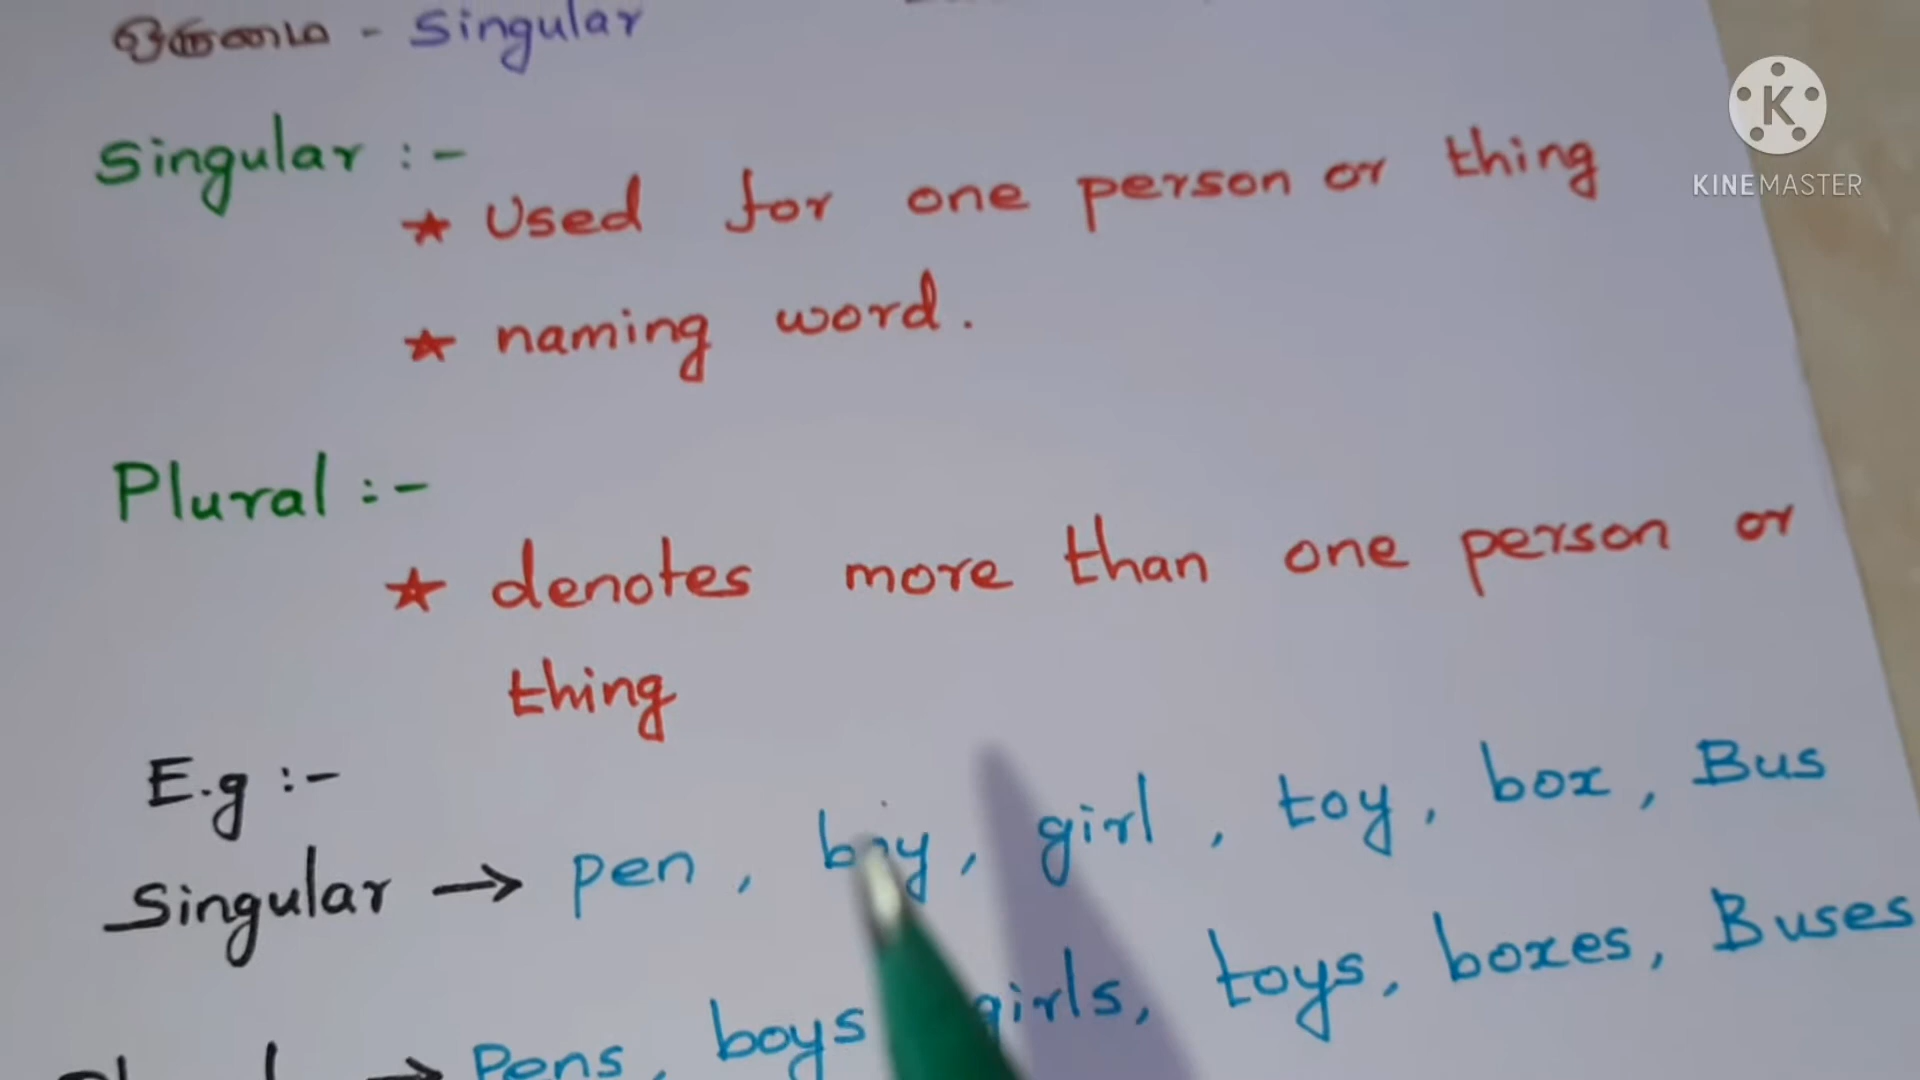 ஒருமை - Singular
Singular :-
★ Used for one person or thing
★ naming word.
Plural :-
★ denotes more than one person or
thing
E.g :-
Singular → pen, boy, girl, toy, box, Bus
→ Pens, boys girls, toys, boxes, Buses
K
KINEMASTER